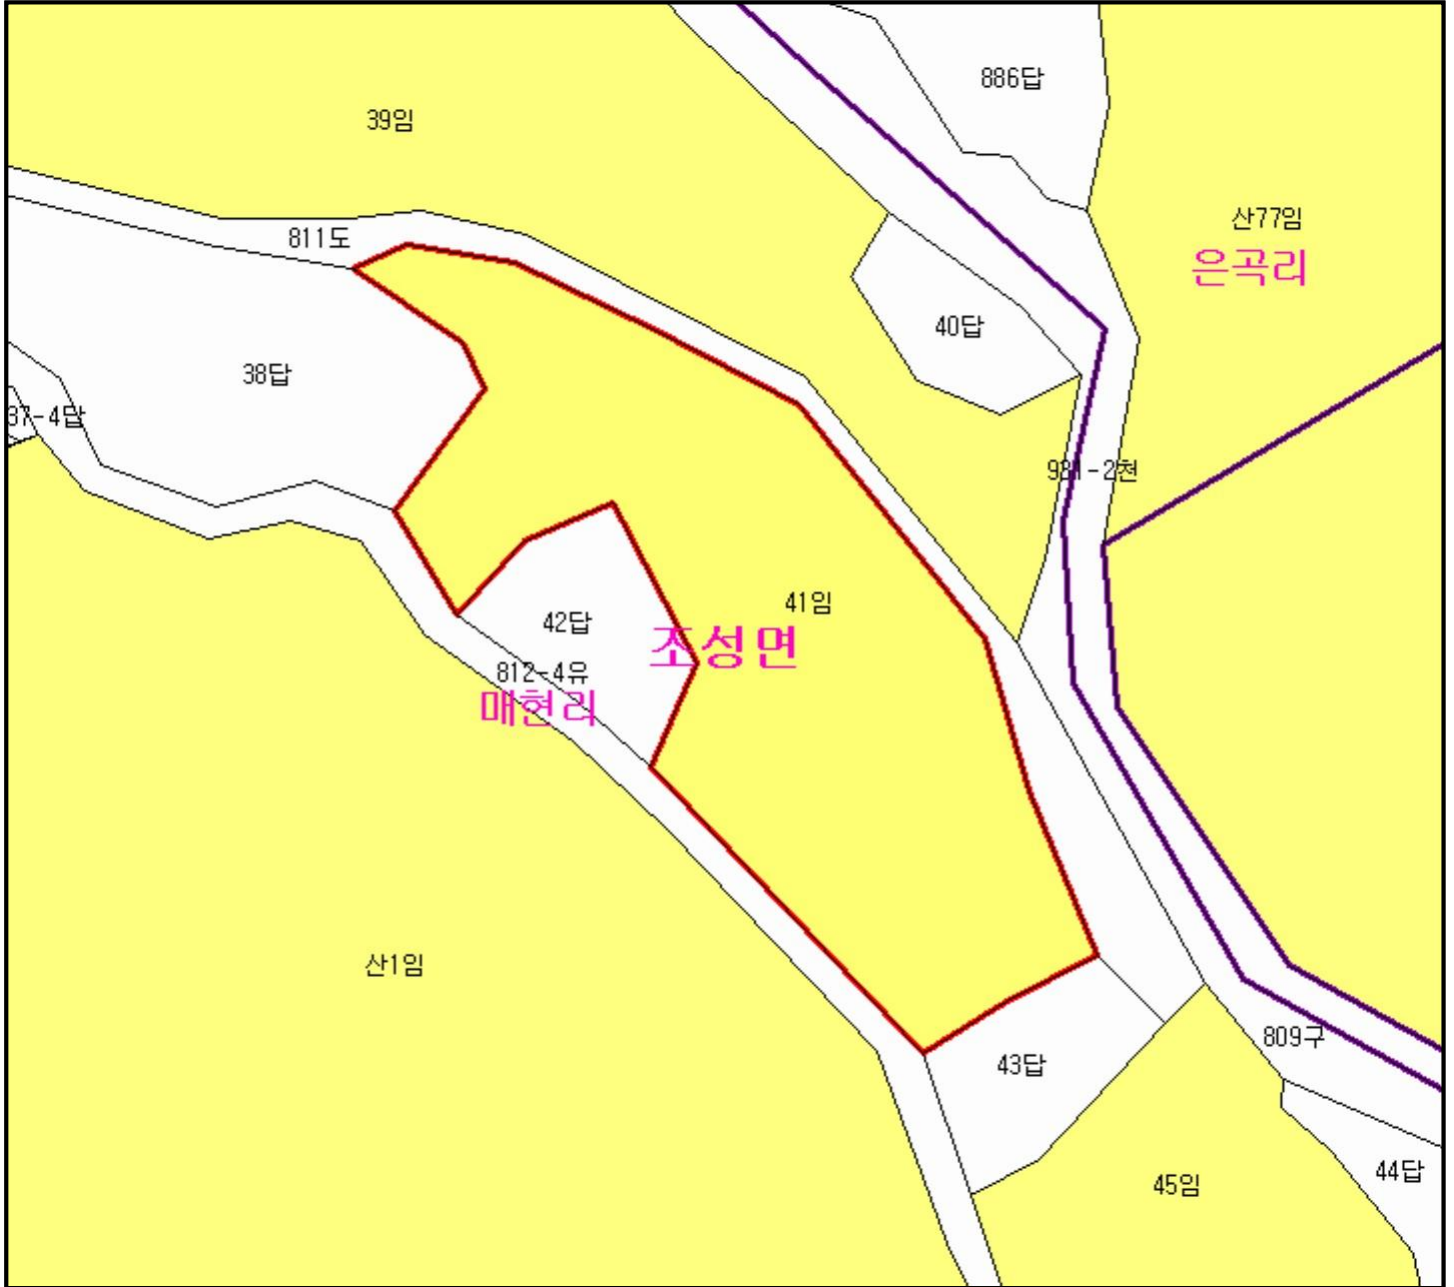 886답
39임
산77임
811도
은곡리
40답
38답
37-4답
981-2천
41임
42답
조성면
812-4유
매현리
산1임
809구
43답
44답
45임